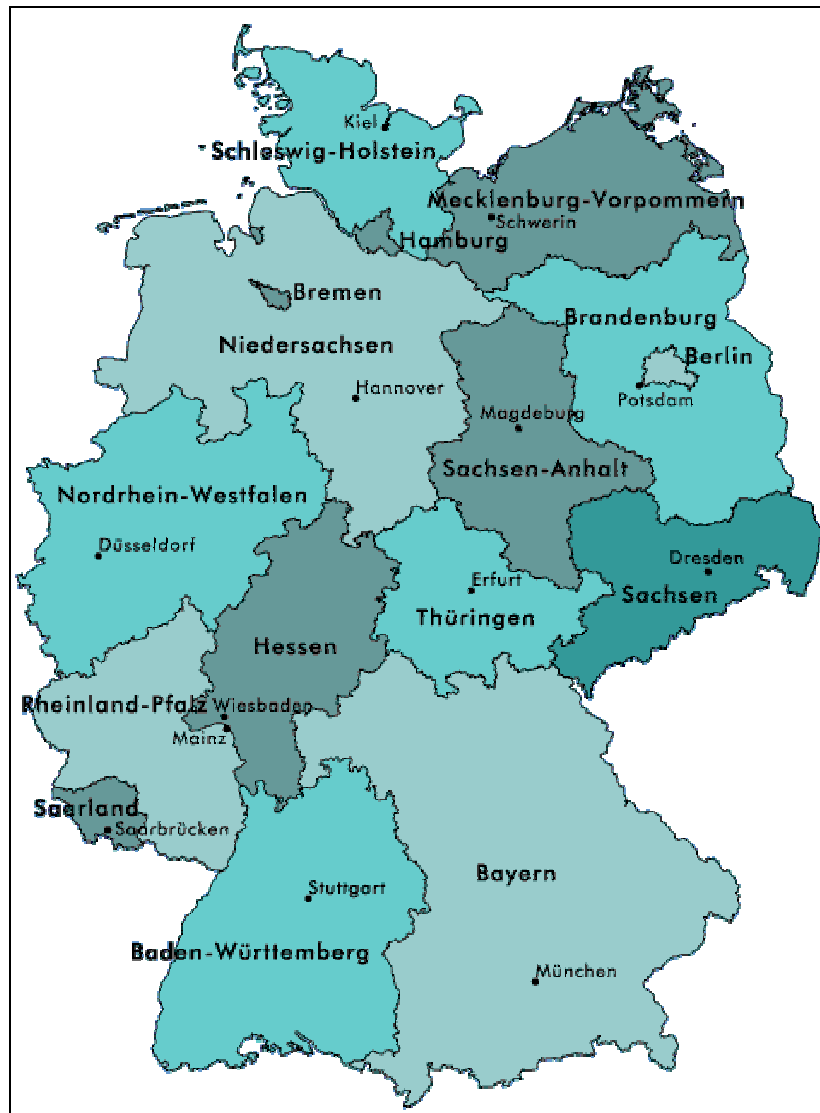 Kiel
Schleswig-Holstein
Mecklenburg-Vorpommern
Schwerin
Hamburg
Bremen
Brandenburg
Niedersachsen
Berlin
Hannover
Potsdam
Magdeburg
Sachsen-Anhalt
Nordrhein-Westfalen
Düsseldorf
Dresden
Erfurt
Sachsen
Thüringen
Hessen
Rheinland-Pfalz
Wiesbaden
Mainz
Saarland
Saarbrücken
Bayern
Stuttgart
Baden-Württemberg
München